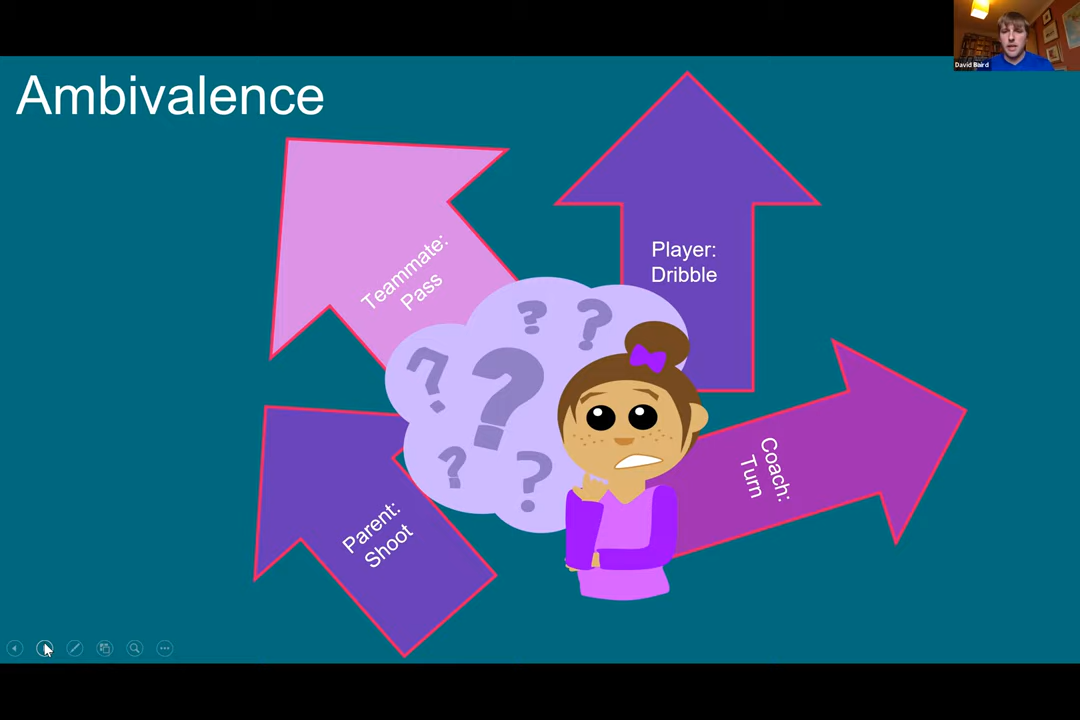 David Baird
Ambivalence
Teammate:
Pass
Player:
Dribble
? ? ? ? ? ?
Coach:
Turn
Parent:
Shoot